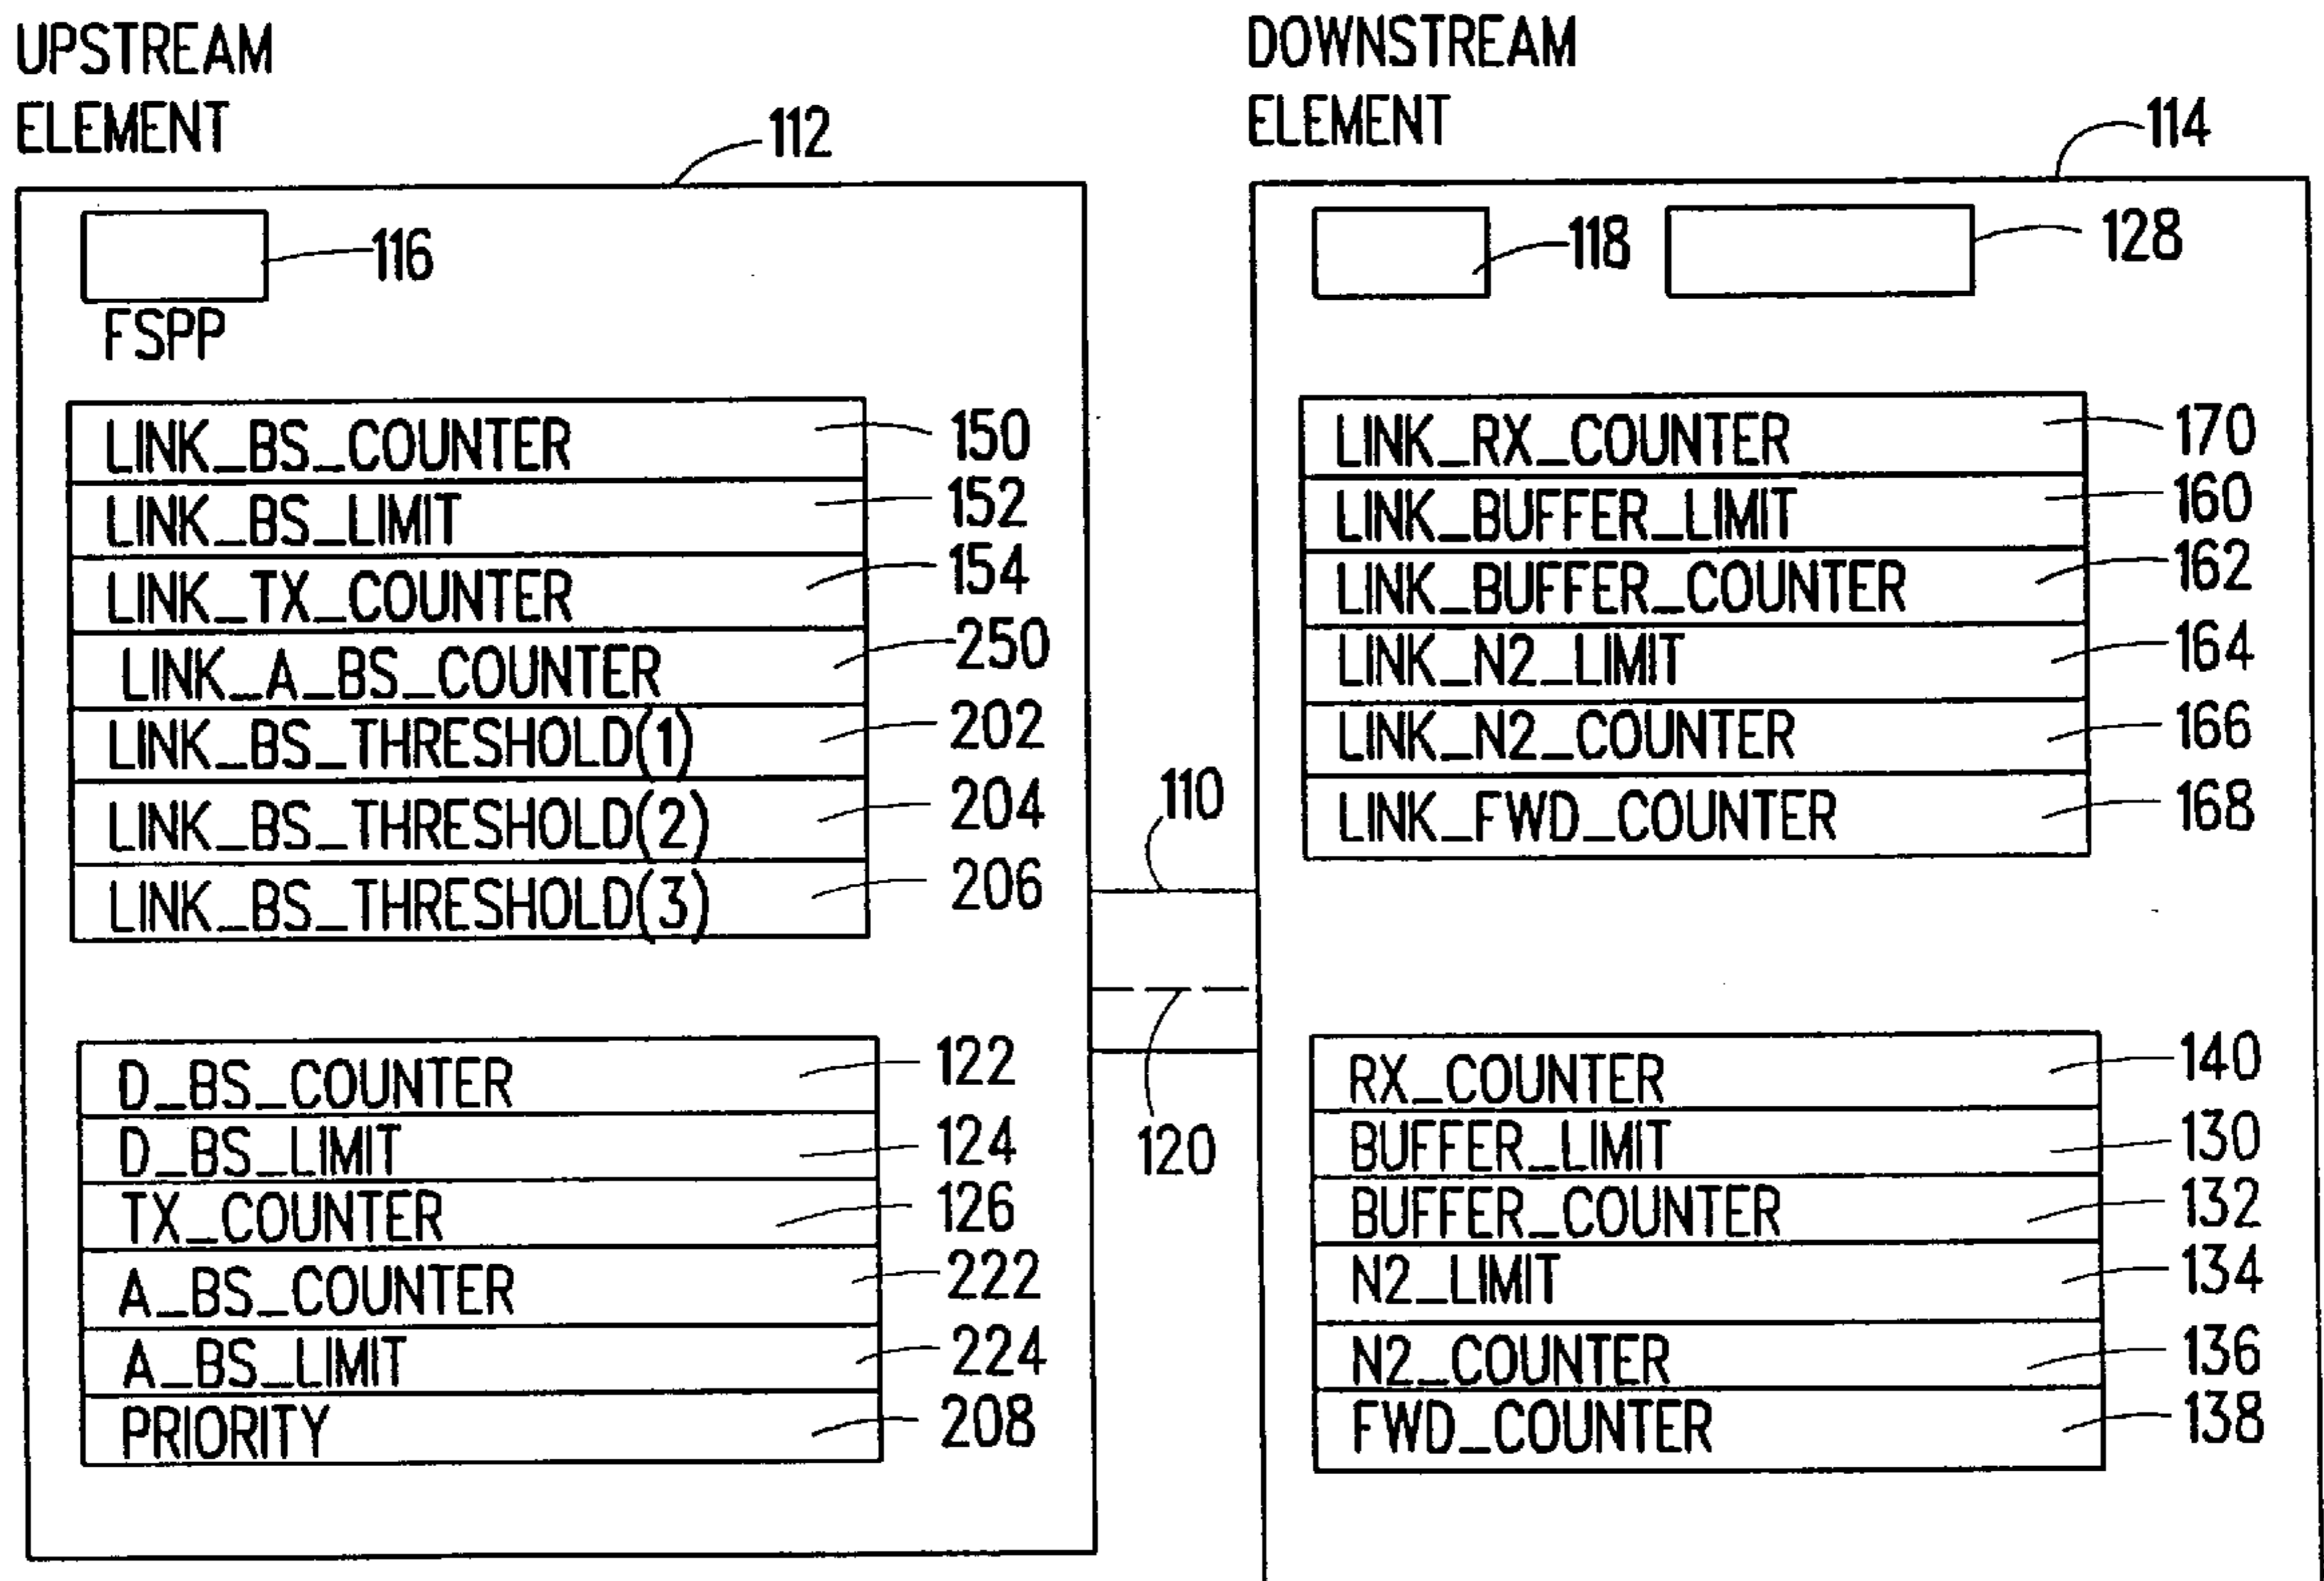 UPSTREAM
ELEMENT
112
116
FSPP
LINK_BS_COUNTER 150
LINK_BS_LIMIT 152
LINK_TX_COUNTER 154
LINK_A_BS_COUNTER 250
LINK_BS_THRESHOLD(1) 202
LINK_BS_THRESHOLD(2) 204
LINK_BS_THRESHOLD(3) 206
D_BS_COUNTER 122
D_BS_LIMIT 124
TX_COUNTER 126
A_BS_COUNTER 222
A_BS_LIMIT 224
PRIORITY 208
110
120
DOWNSTREAM
ELEMENT
114
118 128
LINK_RX_COUNTER 170
LINK_BUFFER_LIMIT 160
LINK_BUFFER_COUNTER 162
LINK_N2_LIMIT 164
LINK_N2_COUNTER 166
LINK_FWD_COUNTER 168
RX_COUNTER 140
BUFFER_LIMIT 130
BUFFER_COUNTER 132
N2_LIMIT 134
N2_COUNTER 136
FWD_COUNTER 138